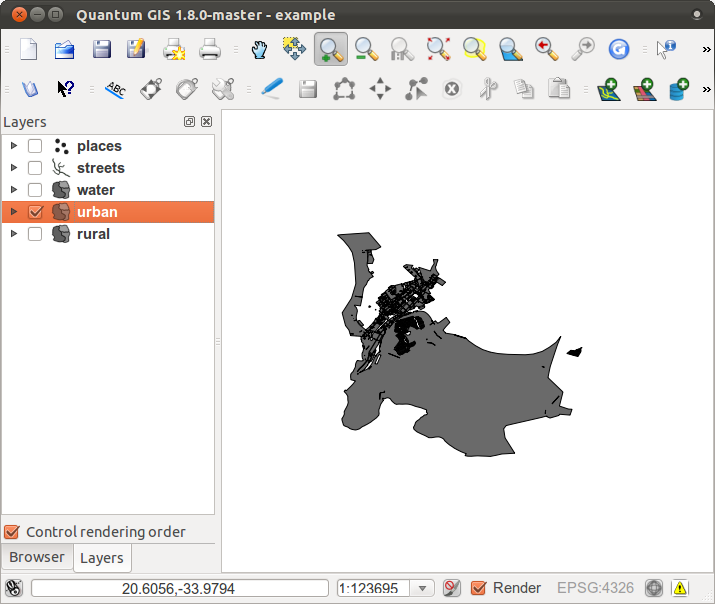 Quantum GIS 1.8.0-master - example
ABC
Layers
places
streets
water
urban
rural
Control rendering order
Browser
Layers
20.6056,-33.9794
1:123695
Render
EPSG:4326